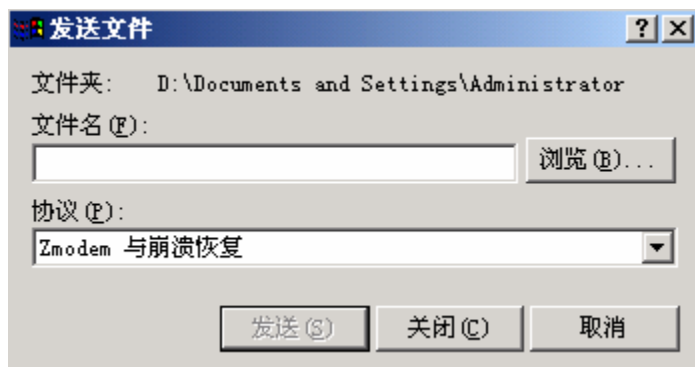 发送文件
文件夹: D:\Documents and Settings\Administrator
文件名(F):
浏览(B)...
协议(P):
Zmodem 与崩溃恢复
发送(S) 关闭(C) 取消